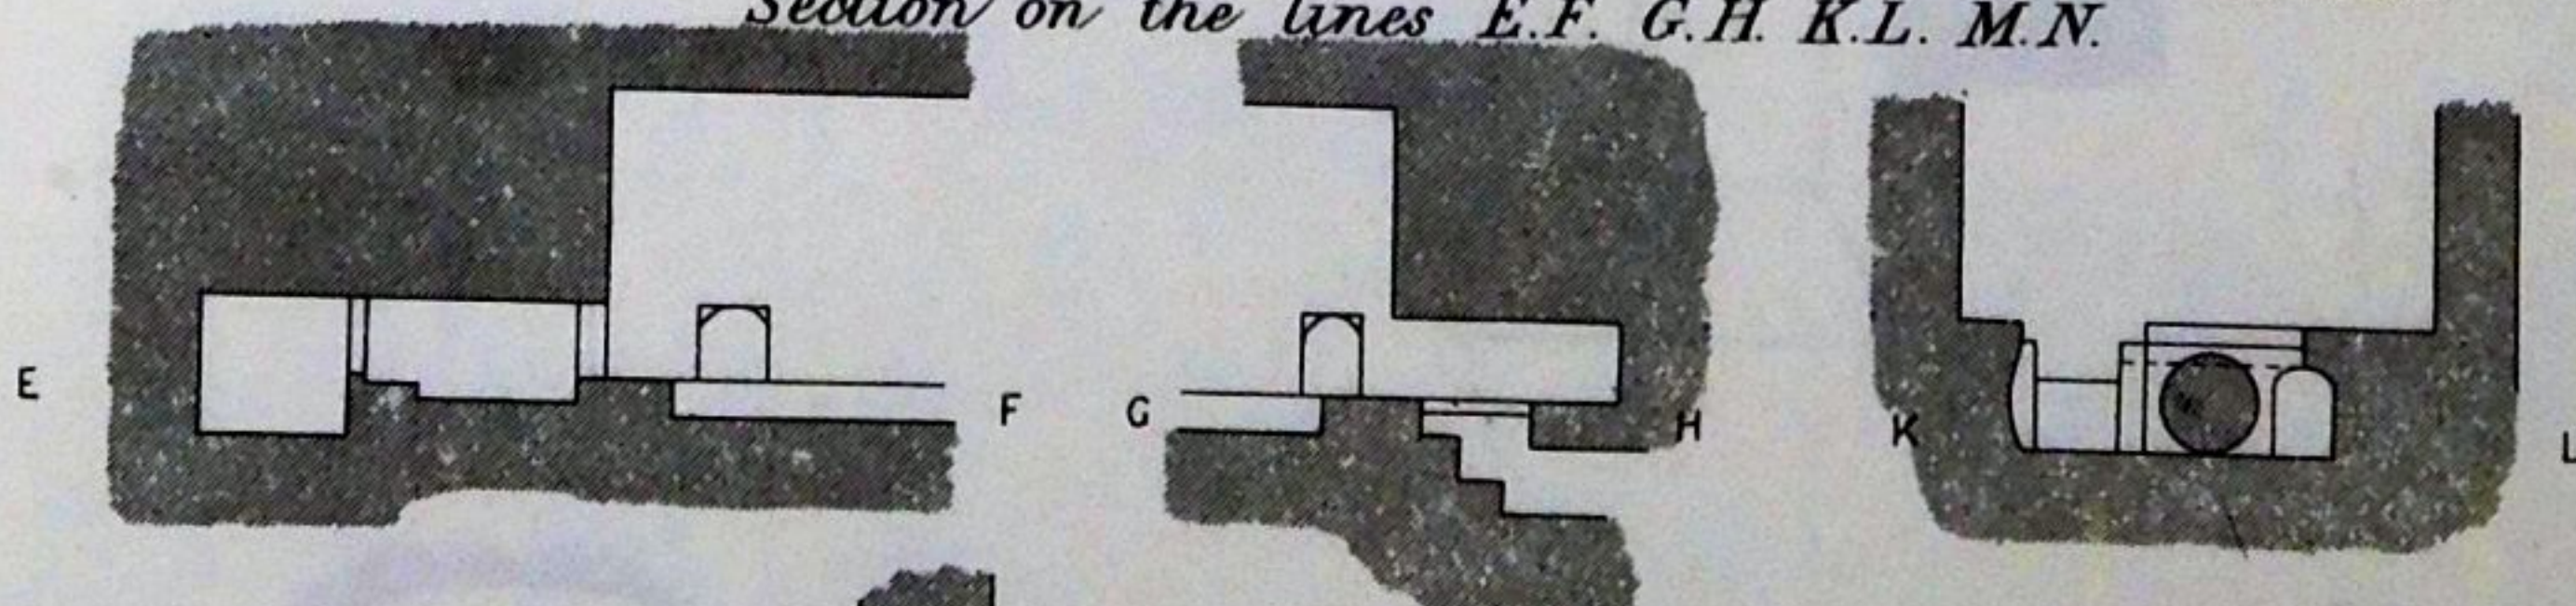 Section on the lines E.F. G.H. K.L. M.N.
E F G H K L